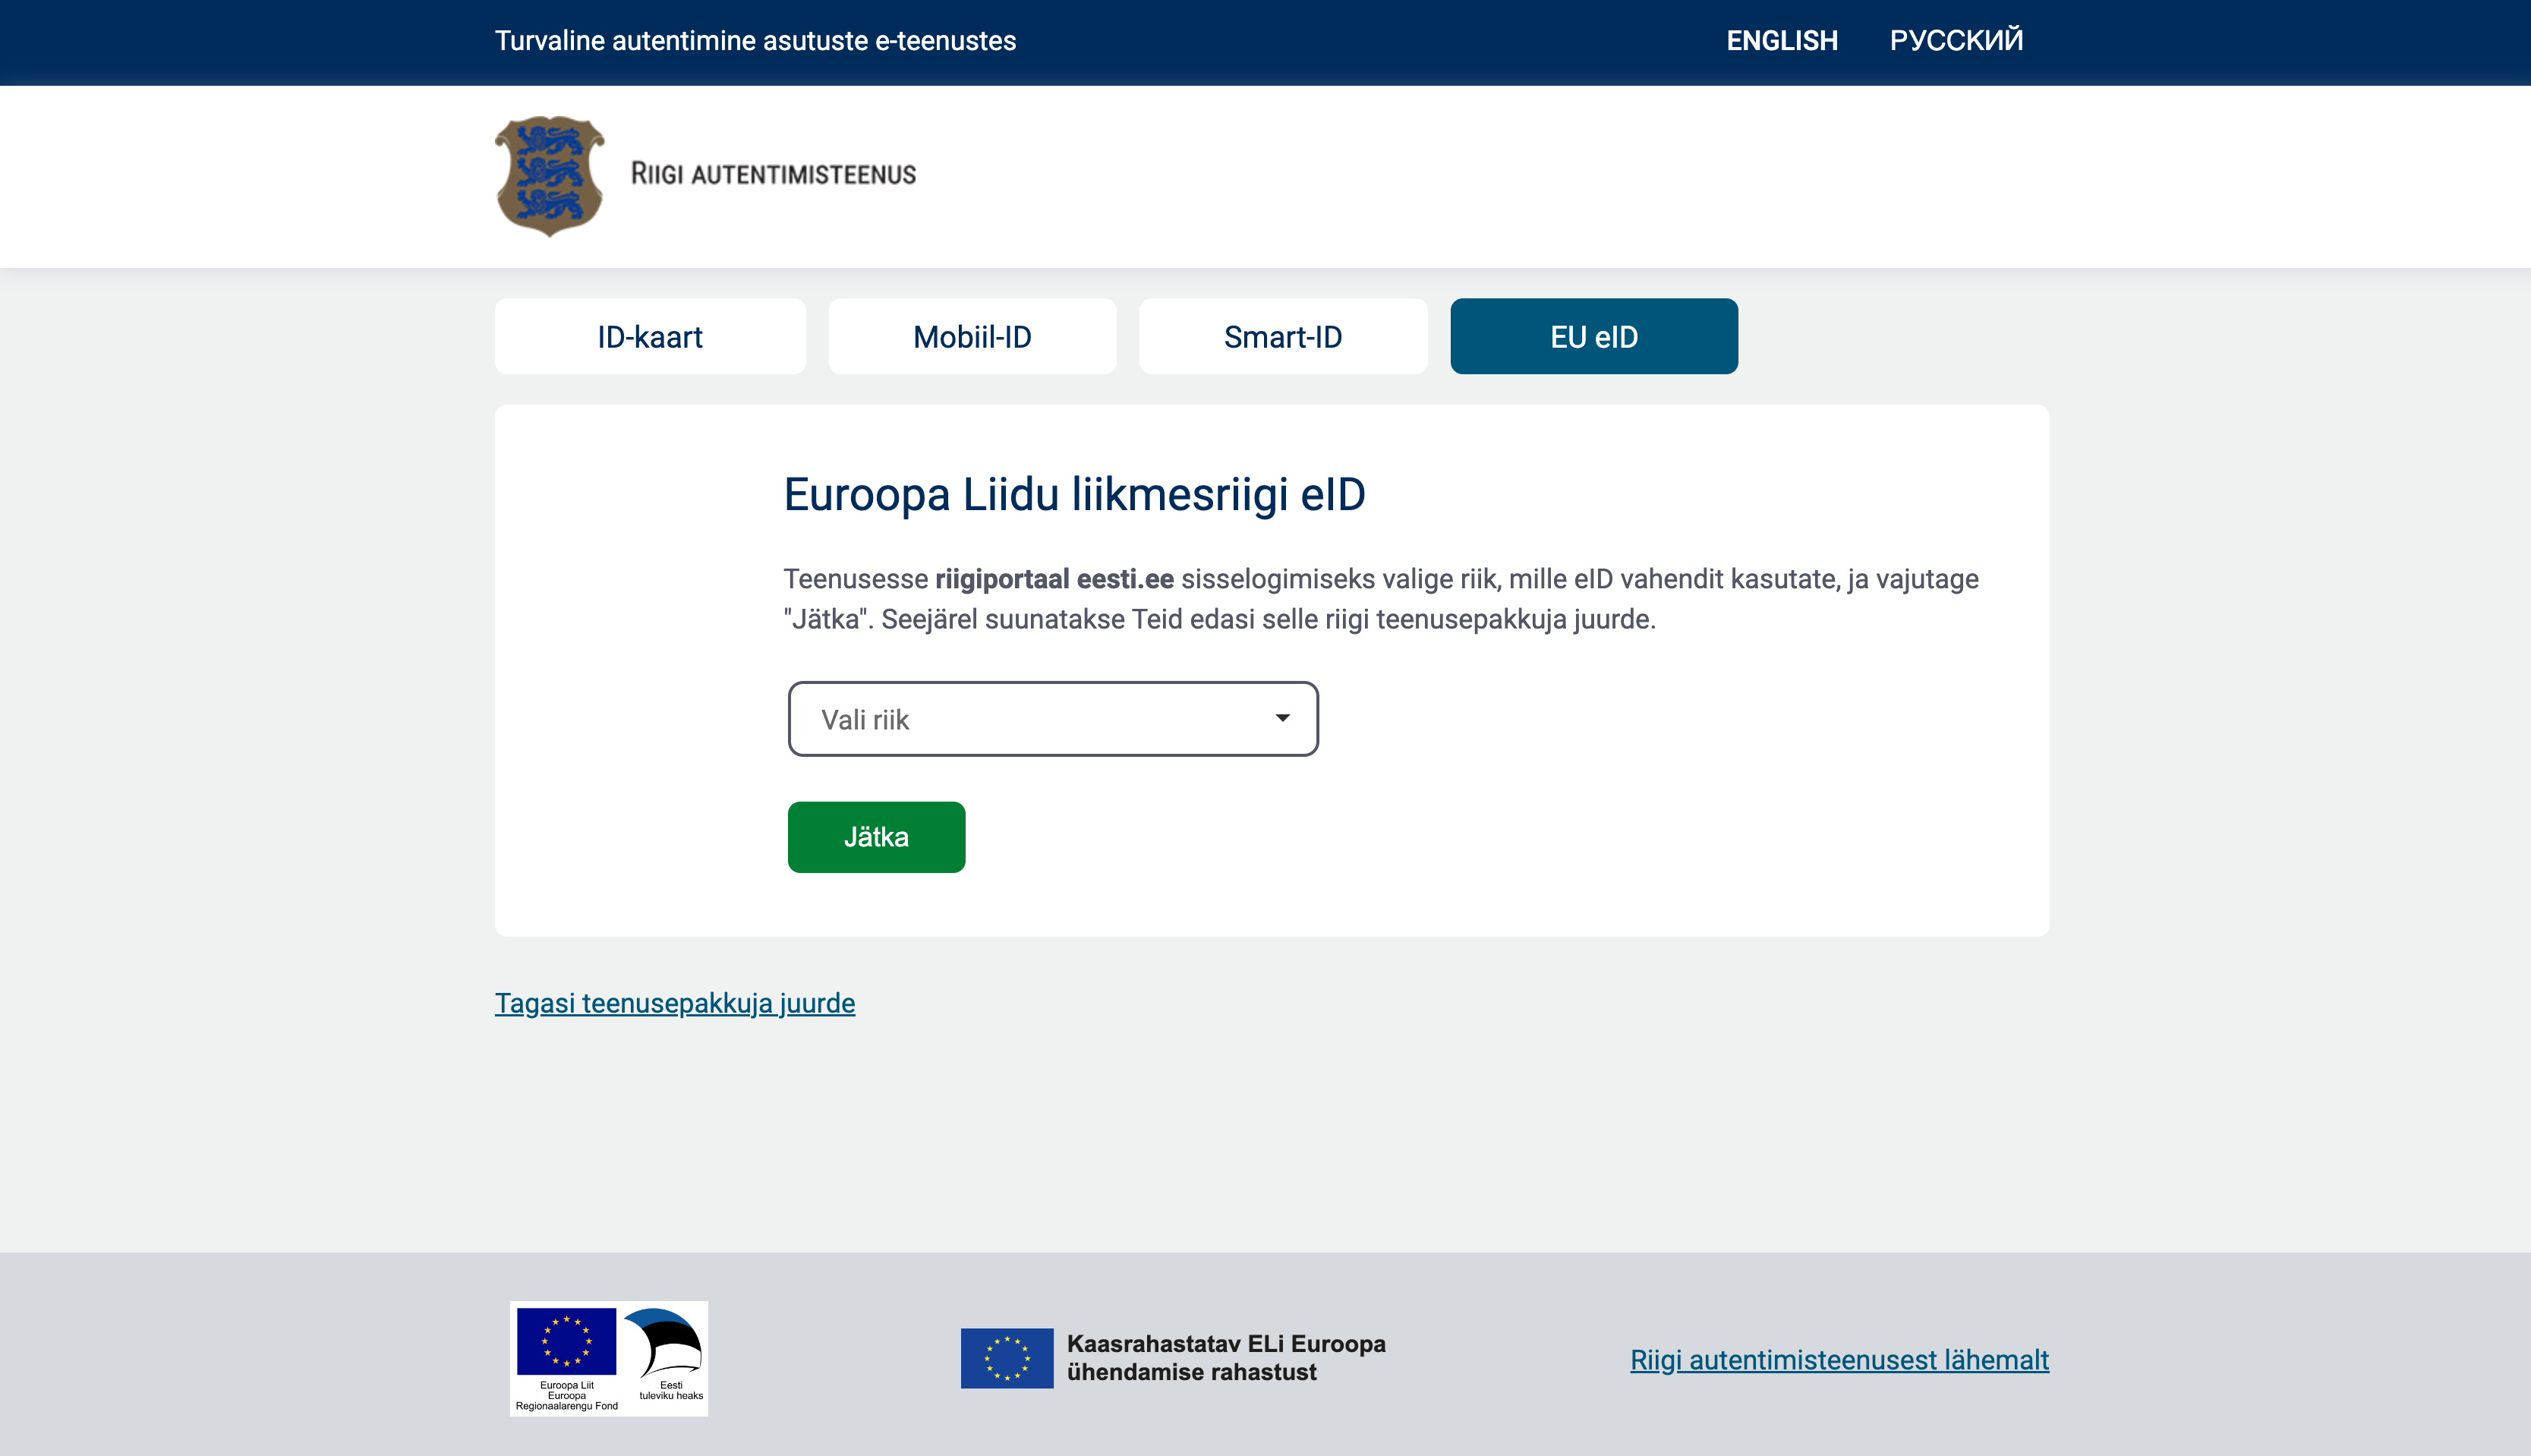 Turvaline autentimine asutuste e-teenustes
ENGLISH
РУССКИЙ
RIIGI AUTENTIMISTEENUS
ID-kaart
Mobiil-ID
Smart-ID
EU eID
Euroopa Liidu liikmesriigi eID
Teenusesse riigiportaal eesti.ee sisselogimiseks valige riik, mille eID vahendit kasutate, ja vajutage
"Jätka". Seejärel suunatakse Teid edasi selle riigi teenusepakkuja juurde.
Vali riik
Jätka
Tagasi teenusepakkuja juurde
Euroopa Liit
Euroopa
Regionaalarengu Fond
Eesti
tuleviku heaks
Kaasrahastatav ELi Euroopa
ühendamise rahastust
Riigi autentimisteenusest lähemalt